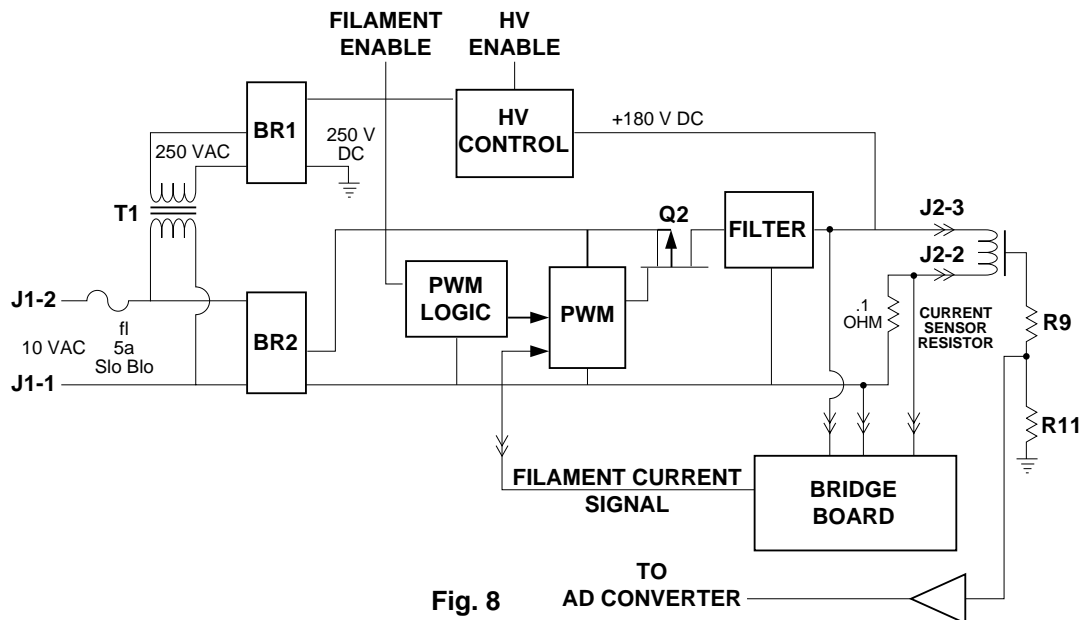 FILAMENT
ENABLE
HV
ENABLE
BR1
250 VAC
250 V
DC
HV
CONTROL
+180 V DC
T1
Q2
FILTER
J2-3
J2-2
J1-2
fl
5a
Slo Blo
10 VAC
J1-1
BR2
PWM
LOGIC
PWM
.1
OHM
CURRENT
SENSOR
RESISTOR
R9
R11
FILAMENT CURRENT
SIGNAL
BRIDGE
BOARD
TO
AD CONVERTER
Fig. 8